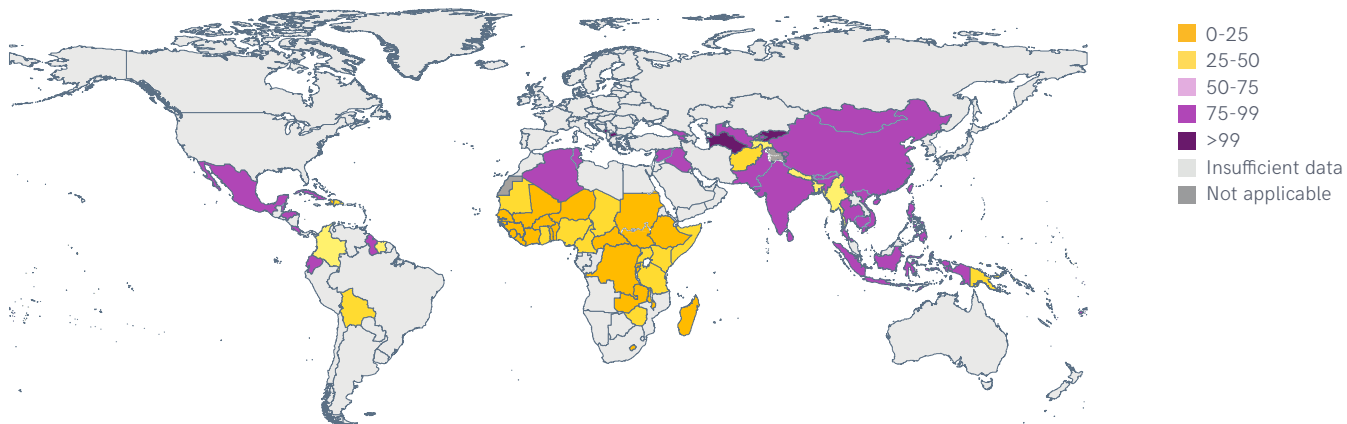 0-25
25-50
50-75
75-99
>99
Insufficient data
Not applicable